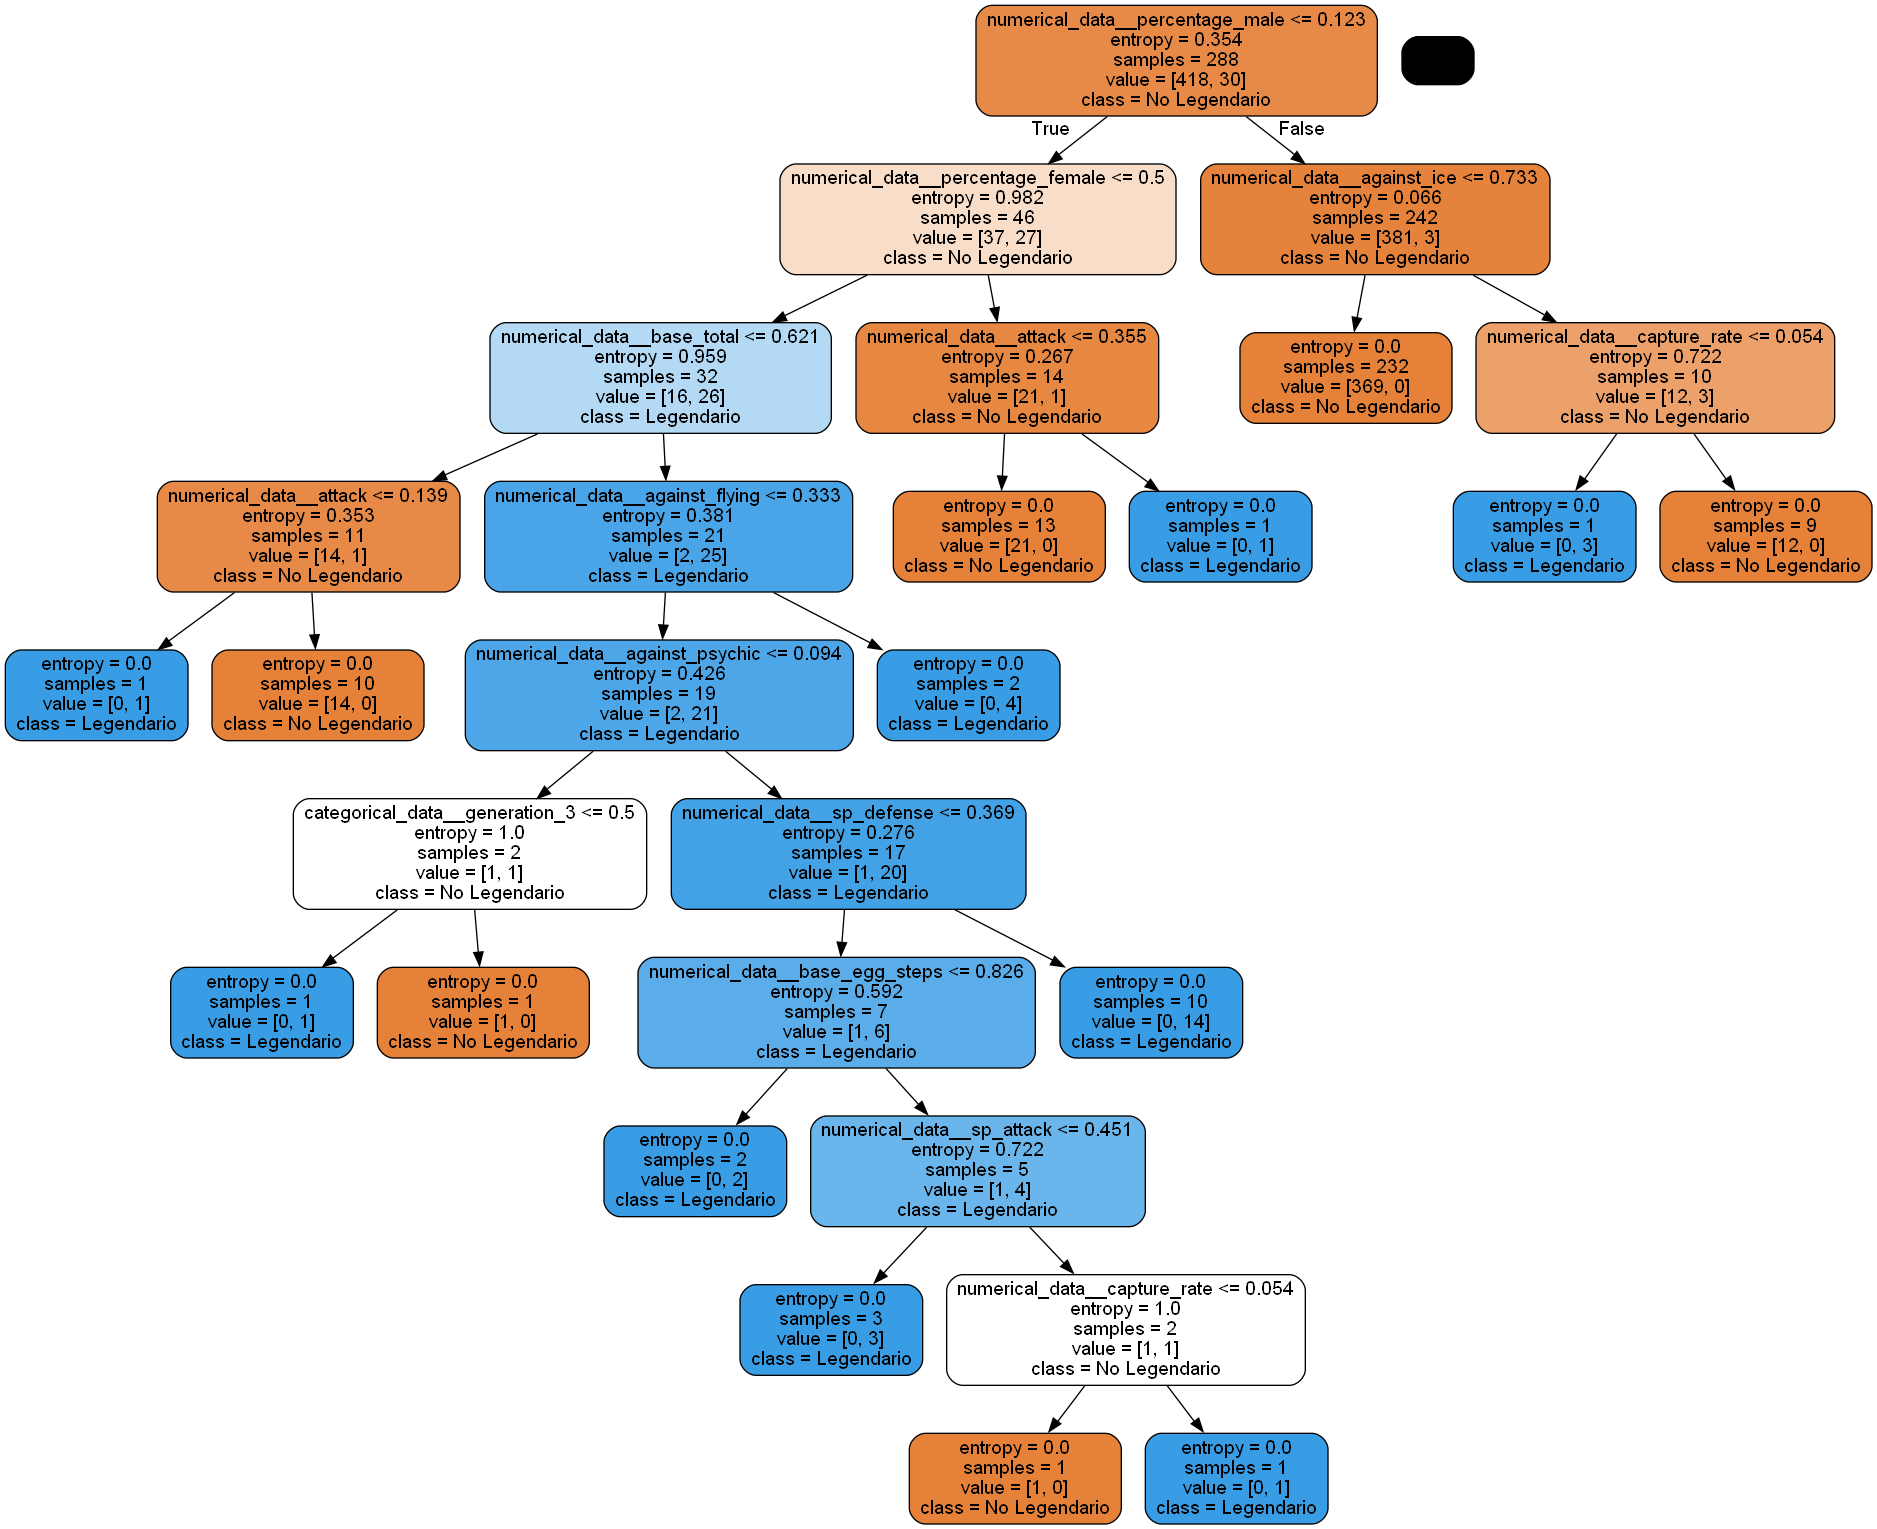 numerical_data__percentage_male <= 0.123
entropy = 0.354
samples = 288
value = [418, 30]
class = No Legendario
True
False
numerical_data__percentage_female <= 0.5
entropy = 0.982
samples = 46
value = [37, 27]
class = No Legendario
numerical_data__against_ice <= 0.733
entropy = 0.066
samples = 242
value = [381, 3]
class = No Legendario
numerical_data__base_total <= 0.621
entropy = 0.959
samples = 32
value = [16, 26]
class = Legendario
numerical_data__attack <= 0.355
entropy = 0.267
samples = 14
value = [21, 1]
class = No Legendario
entropy = 0.0
samples = 232
value = [369, 0]
class = No Legendario
numerical_data__capture_rate <= 0.054
entropy = 0.722
samples = 10
value = [12, 3]
class = No Legendario
numerical_data__attack <= 0.139
entropy = 0.353
samples = 11
value = [14, 1]
class = No Legendario
numerical_data__against_flying <= 0.333
entropy = 0.381
samples = 21
value = [2, 25]
class = Legendario
entropy = 0.0
samples = 13
value = [21, 0]
class = No Legendario
entropy = 0.0
samples = 1
value = [0, 1]
class = Legendario
entropy = 0.0
samples = 1
value = [0, 3]
class = Legendario
entropy = 0.0
samples = 9
value = [12, 0]
class = No Legendario
entropy = 0.0
samples = 1
value = [0, 1]
class = Legendario
entropy = 0.0
samples = 10
value = [14, 0]
class = No Legendario
numerical_data__against_psychic <= 0.094
entropy = 0.426
samples = 19
value = [2, 21]
class = Legendario
entropy = 0.0
samples = 2
value = [0, 4]
class = Legendario
categorical_data__generation_3 <= 0.5
entropy = 1.0
samples = 2
value = [1, 1]
class = No Legendario
numerical_data__sp_defense <= 0.369
entropy = 0.276
samples = 17
value = [1, 20]
class = Legendario
entropy = 0.0
samples = 1
value = [0, 1]
class = Legendario
entropy = 0.0
samples = 1
value = [1, 0]
class = No Legendario
numerical_data__base_egg_steps <= 0.826
entropy = 0.592
samples = 7
value = [1, 6]
class = Legendario
entropy = 0.0
samples = 10
value = [0, 14]
class = Legendario
entropy = 0.0
samples = 2
value = [0, 2]
class = Legendario
numerical_data__sp_attack <= 0.451
entropy = 0.722
samples = 5
value = [1, 4]
class = Legendario
entropy = 0.0
samples = 3
value = [0, 3]
class = Legendario
numerical_data__capture_rate <= 0.054
entropy = 1.0
samples = 2
value = [1, 1]
class = No Legendario
entropy = 0.0
samples = 1
value = [1, 0]
class = No Legendario
entropy = 0.0
samples = 1
value = [0, 1]
class = Legendario